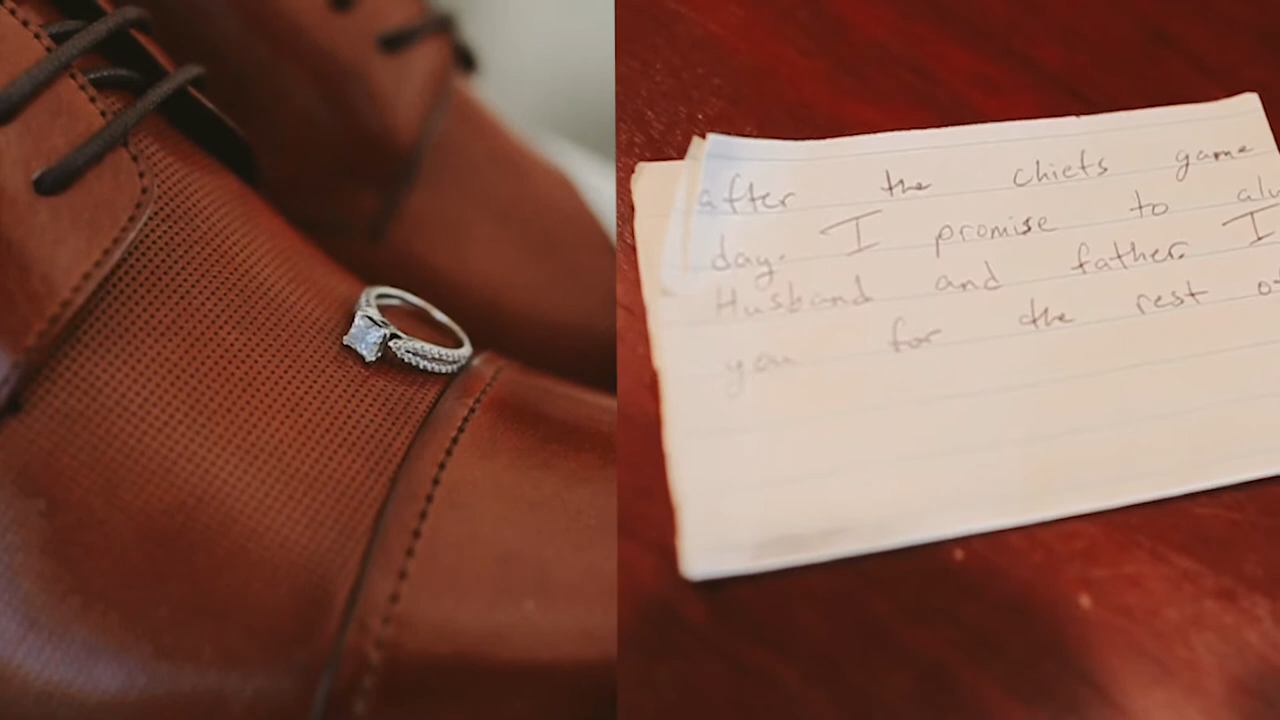 after the chiefs game
day. I promise to
Husband and father. I
you for the rest